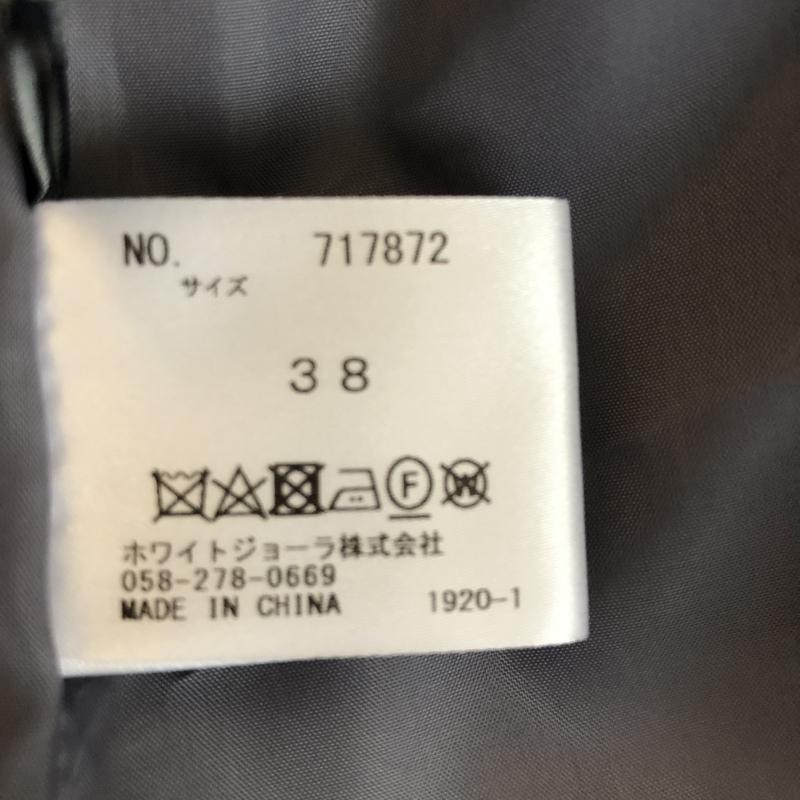 NO. 717872
サイズ
38
F W
ホワイトジョーラ株式会社
058-278-0669
MADE IN CHINA 1920-1